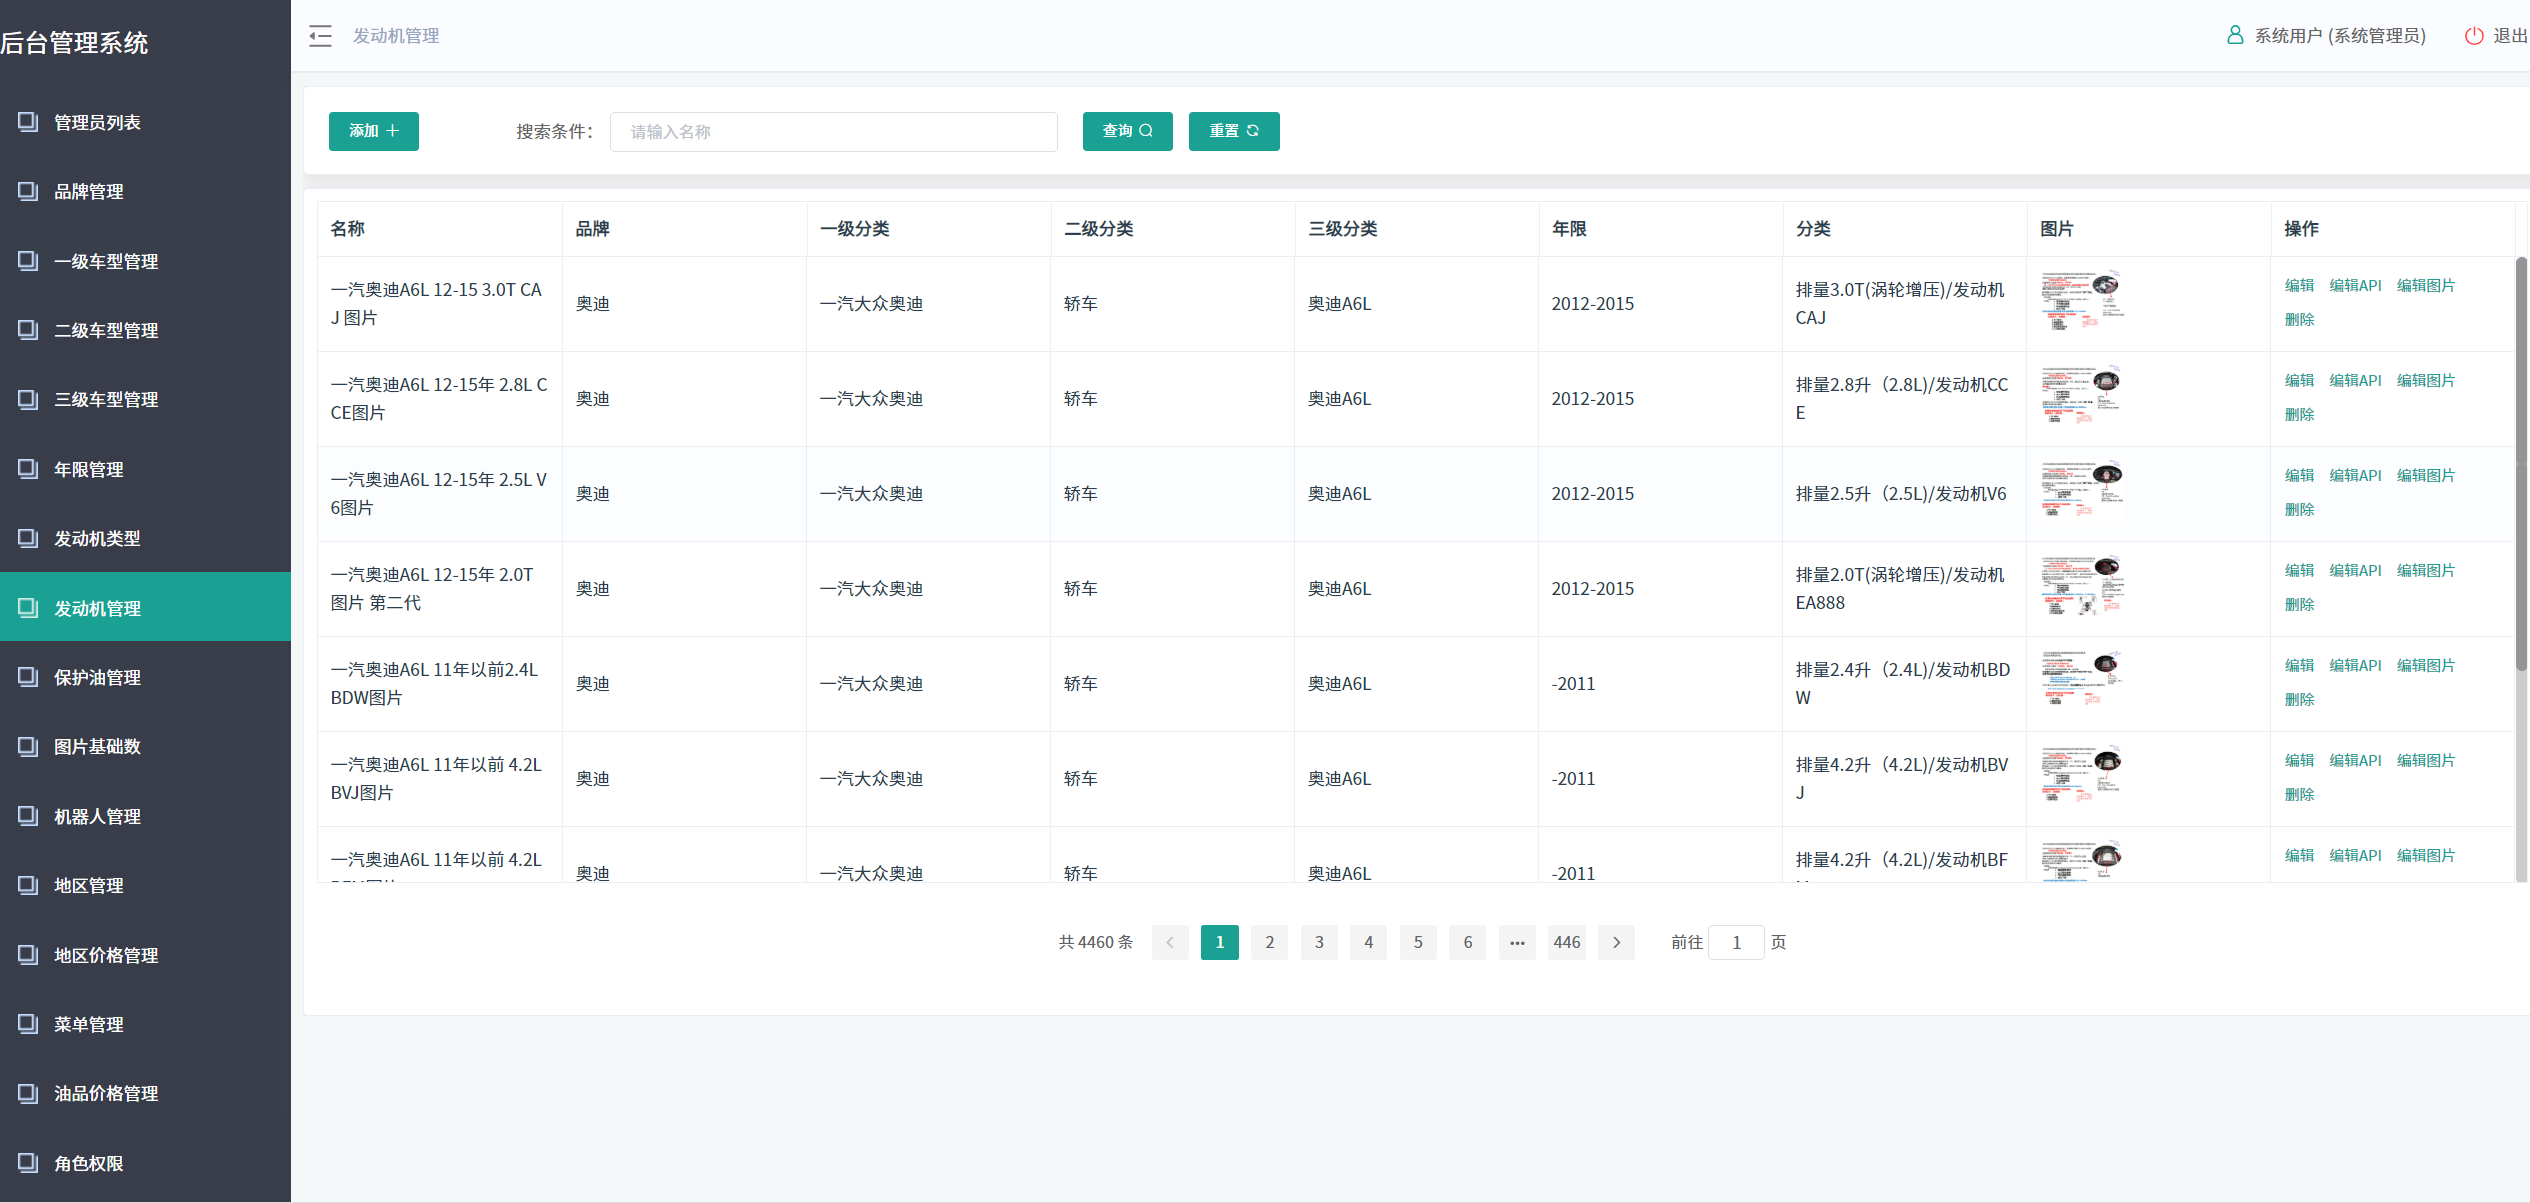 后台管理系统
管理员列表
品牌管理
一级车型管理
二级车型管理
三级车型管理
年限管理
发动机类型
发动机管理
保护油管理
图片基础数
机器人管理
地区管理
地区价格管理
菜单管理
油品价格管理
角色权限
发动机管理
系统用户 (系统管理员)
退出
添加
搜索条件：
请输入名称
查询
重置
名称 品牌 一级分类 二级分类 三级分类 年限 分类 图片 操作
一汽奥迪A6L 12-15 3.0T CA
J 图片
奥迪
一汽大众奥迪
轿车
奥迪A6L
2012-2015
排量3.0T(涡轮增压)/发动机
CAJ
编辑 编辑API 编辑图片
删除
一汽奥迪A6L 12-15年 2.8L C
CE图片
奥迪
一汽大众奥迪
轿车
奥迪A6L
2012-2015
排量2.8升（2.8L)/发动机CC
E
编辑 编辑API 编辑图片
删除
一汽奥迪A6L 12-15年 2.5L V
6图片
奥迪
一汽大众奥迪
轿车
奥迪A6L
2012-2015
排量2.5升（2.5L)/发动机V6
编辑 编辑API 编辑图片
删除
一汽奥迪A6L 12-15年 2.0T
图片 第二代
奥迪
一汽大众奥迪
轿车
奥迪A6L
2012-2015
排量2.0T(涡轮增压)/发动机
EA888
编辑 编辑API 编辑图片
删除
一汽奥迪A6L 11年以前2.4L
BDW图片
奥迪
一汽大众奥迪
轿车
奥迪A6L
-2011
排量2.4升（2.4L)/发动机BD
W
编辑 编辑API 编辑图片
删除
一汽奥迪A6L 11年以前 4.2L
BVJ图片
奥迪
一汽大众奥迪
轿车
奥迪A6L
-2011
排量4.2升（4.2L)/发动机BV
J
编辑 编辑API 编辑图片
删除
一汽奥迪A6L 11年以前 4.2L
奥迪
一汽大众奥迪
轿车
奥迪A6L
-2011
排量4.2升（4.2L)/发动机BF
编辑 编辑API 编辑图片
共 4460 条 1 2 3 4 5 6 ••• 446 前往 1 页